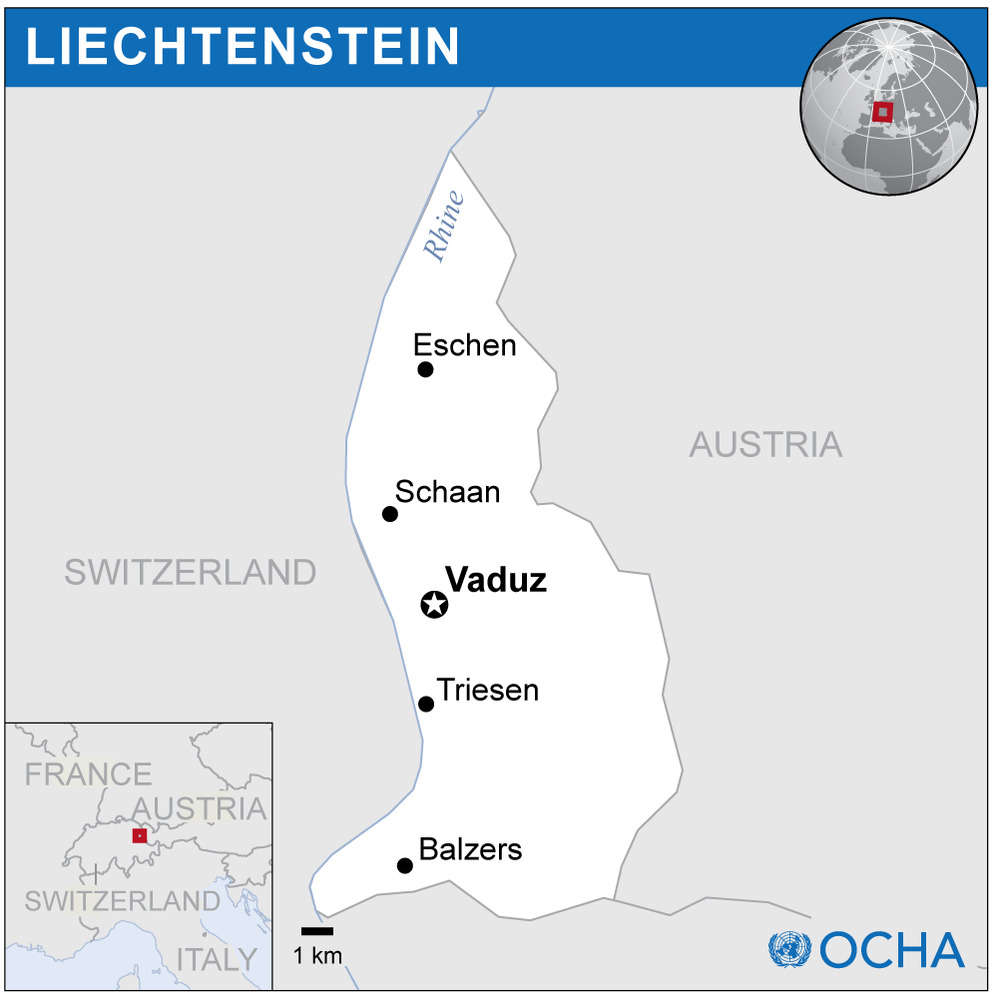 LIECHTENSTEIN
Rhine
Eschen
AUSTRIA
Schaan
SWITZERLAND
Vaduz
Triesen
Balzers
FRANCE
AUSTRIA
SWITZERLAND
ITALY
1 km
OCHA